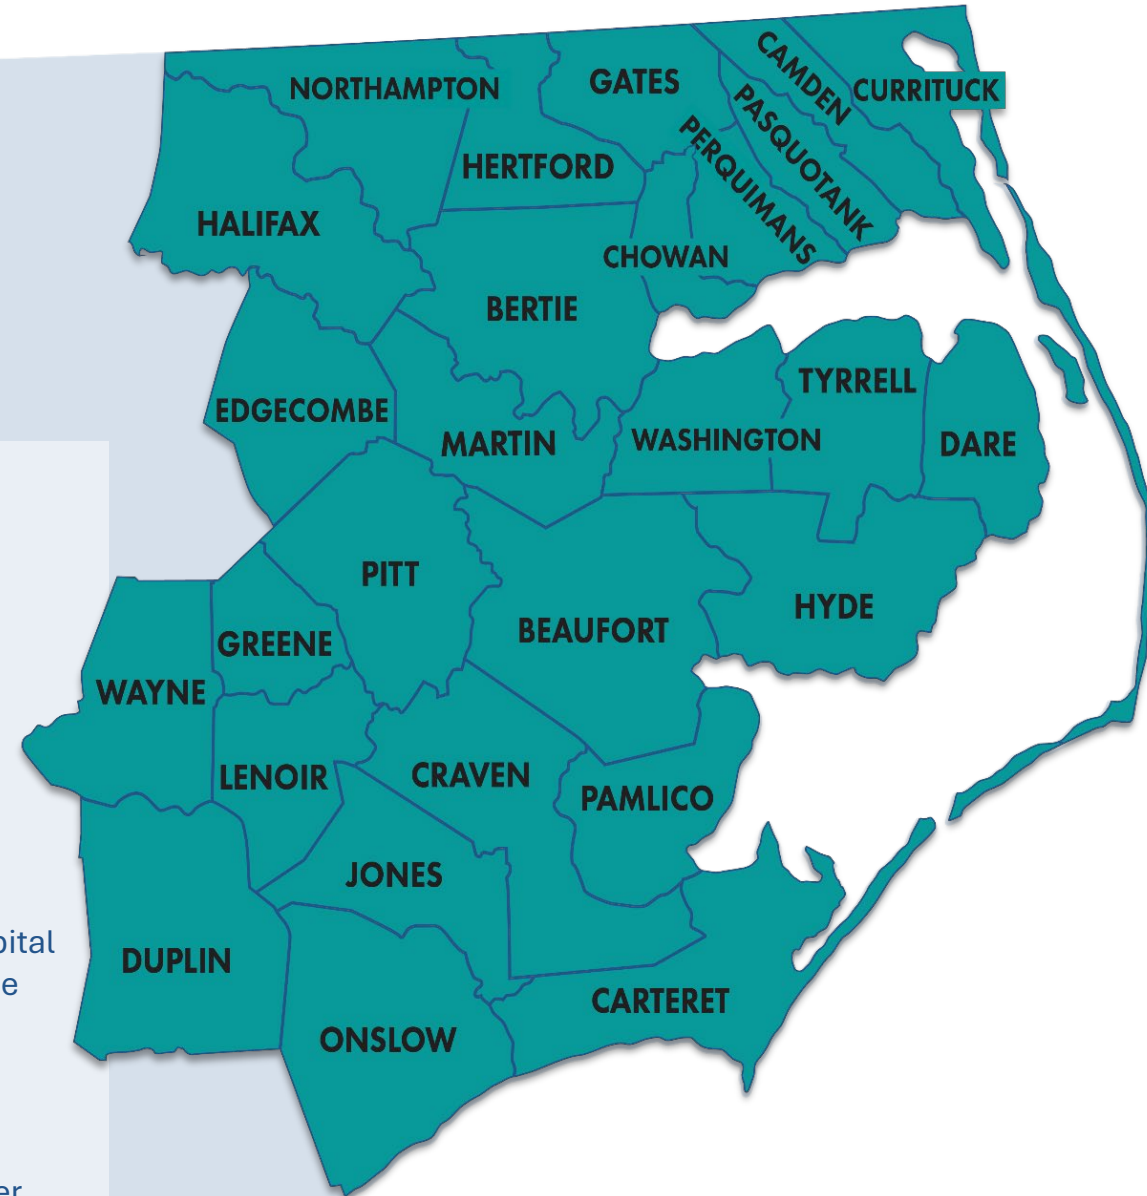 CAMDEN
GATES
NORTHAMPTON
CURRITUCK
PASQUOTANK
PERQUIMANS
HERTFORD
HALIFAX
CHOWAN
BERTIE
TYRRELL
EDGECOMBE
MARTIN
WASHINGTON
DARE
PITT
HYDE
BEAUFORT
GREENE
WAYNE
LENOIR
CRAVEN
PAMLICO
JONES
DUPLIN
CARTERET
ONSLOW